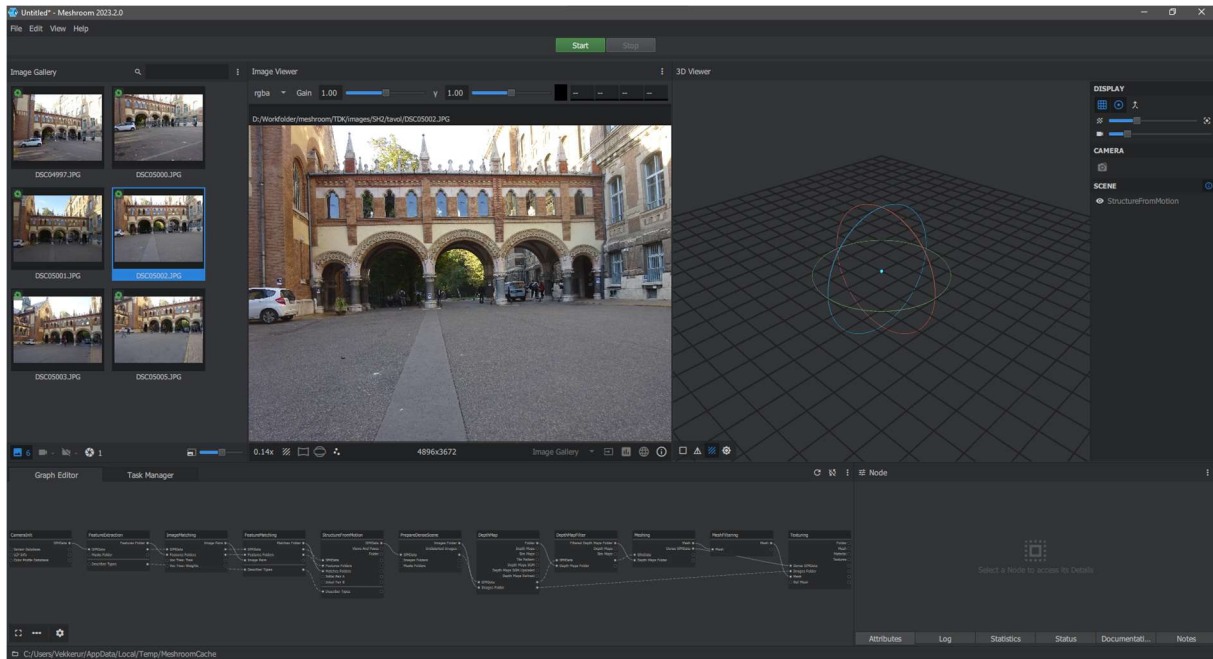 Untitled* - Meshroom 2023.2.0
File Edit View Help
Start Stop
Image Gallery
Image Viewer
3D Viewer
rgba Gain 1.00 γ 1.00 -- -- -- --
D:/Workfolder/meshroom/TDK/images/SH2/tavol/DSC05002.JPG
DISPLAY
CAMERA
SCENE
StructureFromMotion
DSC04997.JPG DSC05000.JPG
DSC05001.JPG DSC05002.JPG
DSC05003.JPG DSC05005.JPG
6 1
0.14x 4896x3672 Image Gallery
Graph Editor Task Manager
Node
CameraInit FeatureExtraction ImageMatching FeatureMatching StructureFromMotion PrepareDenseScene DepthMap DepthMapFilter Meshing MeshFiltering Texturing
Select a Node to access its Details
Attributes Log Statistics Status Documentati... Notes
C:/Users/Vekkerur/AppData/Local/Temp/MeshroomCache